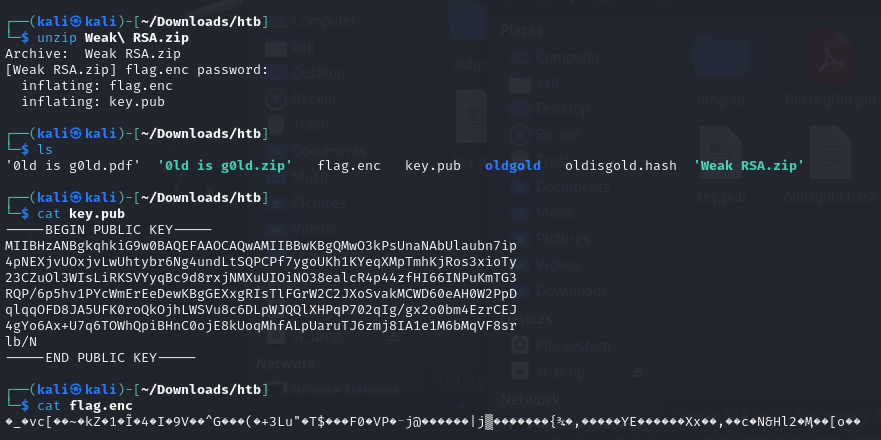 ┌──(kali㉿kali)-[~/Downloads/htb]
└─$ unzip Weak\ RSA.zip
Archive:  Weak RSA.zip
[Weak RSA.zip] flag.enc password:
  inflating: flag.enc
  inflating: key.pub
┌──(kali㉿kali)-[~/Downloads/htb]
└─$ ls
'0ld is g0ld.pdf'  '0ld is g0ld.zip'   flag.enc   key.pub   oldgold   oldisgold.hash  'Weak RSA.zip'
┌──(kali㉿kali)-[~/Downloads/htb]
└─$ cat key.pub
-----BEGIN PUBLIC KEY-----
MIIBHzANBgkqhkiG9w0BAQEFAAOCAQwAMIIBBwKBgQMwO3kPsUnaNAbUlaubn7ip
4pNEXjvUOxjvLwUhtybr6Ng4undLtSQPCPf7ygoUKh1KYeqXMpTmhKjRos3xioTy
23CZuOl3WIsLiRKSVYyqBc9d8rxjNMXuUIOiNO38ealcR4p44zfHI66INPuKmTG3
RQP/6p5hv1PYcWmErEeDewKBgGEXxgRIsTlFGrW2C2JXoSvakMCWD60eAH0W2PpD
qlqqOFD8JA5UFK0roQkOjhLWSVu8c6DLpWJQQlXHPqP702qIg/gx2o0bm4EzrCEJ
4gYo6Ax+U7q6TOWhQpiBHnC0ojE8kUoqMhfALpUaruTJ6zmj8IA1e1M6bMqVF8sr
lb/N
-----END PUBLIC KEY-----
┌──(kali㉿kali)-[~/Downloads/htb]
└─$ cat flag.enc